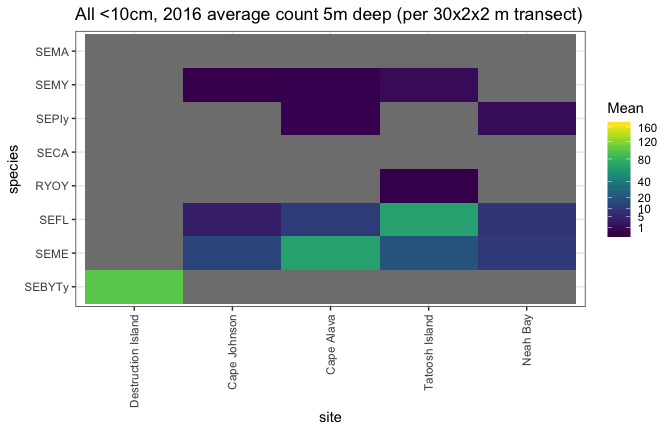 All <10cm, 2016 average count 5m deep (per 30x2x2 m transect)
species
SEMA
SEMY
SEPIy
SECA
RYOY
SEFL
SEME
SEBYTy
Destruction Island
Cape Johnson
Cape Alava
Tatoosh Island
Neah Bay
site
Mean
160
120
80
40
20
10
5
1